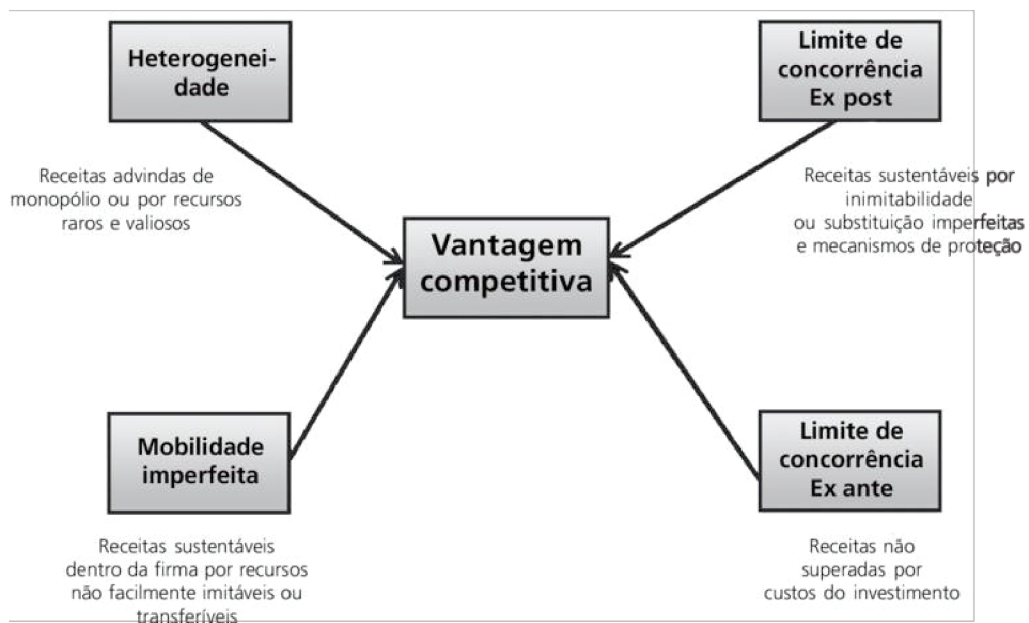 Heterogenei-
dade
Receitas advindas de
monopólio ou por recursos
raros e valiosos
Limite de
concorrência
Ex post
Receitas sustentáveis por
inimitabilidade
ou substituição imperfeitas
e mecanismos de proteção
Vantagem
competitiva
Mobilidade
imperfeita
Receitas sustentáveis
dentro da firma por recursos
não facilmente imitáveis ou
transferíveis
Limite de
concorrência
Ex ante
Receitas não
superadas por
custos do investimento